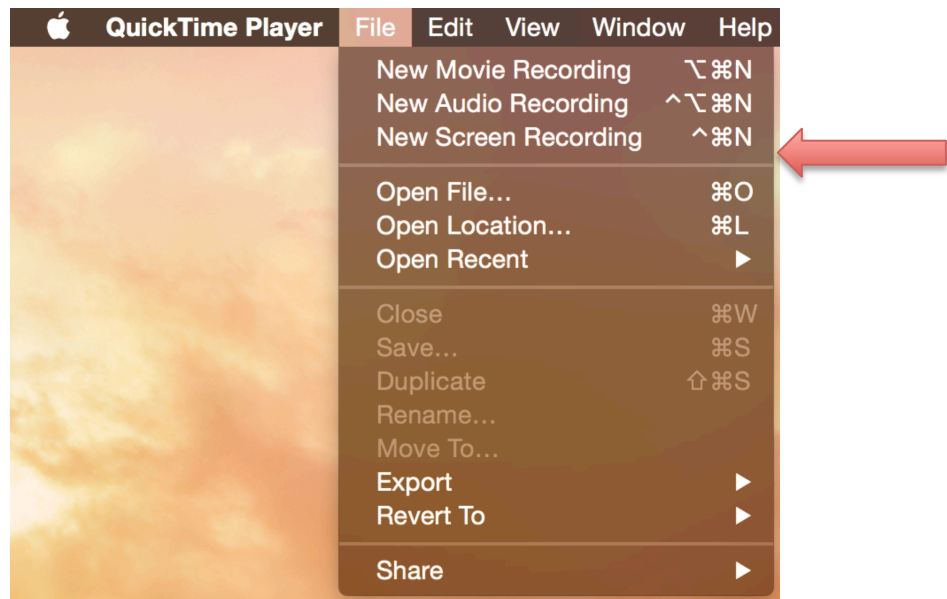 QuickTime Player File Edit View Window Help
New Movie Recording ⌥⌘N
New Audio Recording ^⌥⌘N
New Screen Recording ^⌘N
Open File... ⌘O
Open Location... ⌘L
Open Recent ▶
Close ⌘W
Save... ⌘S
Duplicate ⇧⌘S
Rename...
Move To...
Export ▶
Revert To ▶
Share ▶